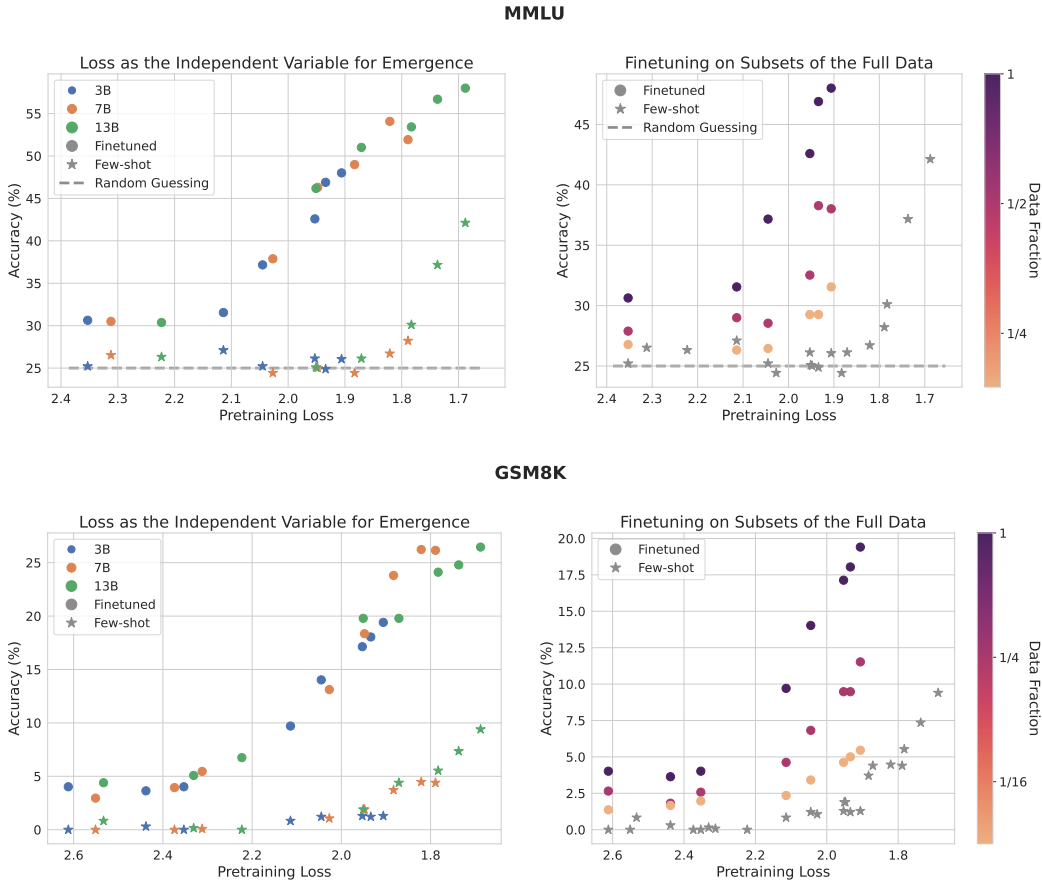 MMLU
Loss as the Independent Variable for Emergence
3B
7B
13B
Finetuned
Few-shot
Random Guessing
Accuracy (%)
55
50
45
40
35
30
25
2.4 2.3 2.2 2.1 2.0 1.9 1.8 1.7
Pretraining Loss
Finetuning on Subsets of the Full Data
Finetuned
Few-shot
Random Guessing
Accuracy (%)
45
40
35
30
25
2.4 2.3 2.2 2.1 2.0 1.9 1.8 1.7
Pretraining Loss
1
1/2
1/4
Data Fraction
GSM8K
Loss as the Independent Variable for Emergence
3B
7B
13B
Finetuned
Few-shot
Accuracy (%)
25
20
15
10
5
0
2.6 2.4 2.2 2.0 1.8
Pretraining Loss
Finetuning on Subsets of the Full Data
Finetuned
Few-shot
Accuracy (%)
20.0
17.5
15.0
12.5
10.0
7.5
5.0
2.5
0.0
2.6 2.4 2.2 2.0 1.8
Pretraining Loss
1
1/4
1/16
Data Fraction